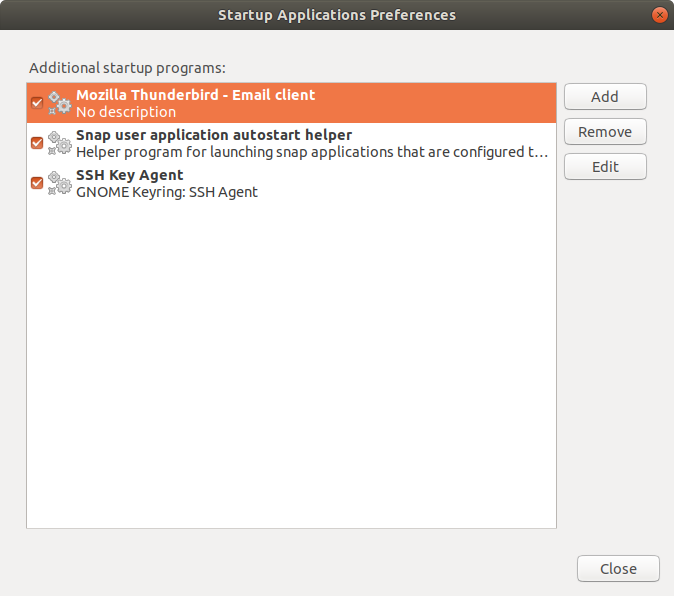 Startup Applications Preferences
Additional startup programs:
Mozilla Thunderbird - Email client
No description
Snap user application autostart helper
Helper program for launching snap applications that are configured t...
SSH Key Agent
GNOME Keyring: SSH Agent
Add
Remove
Edit
Close